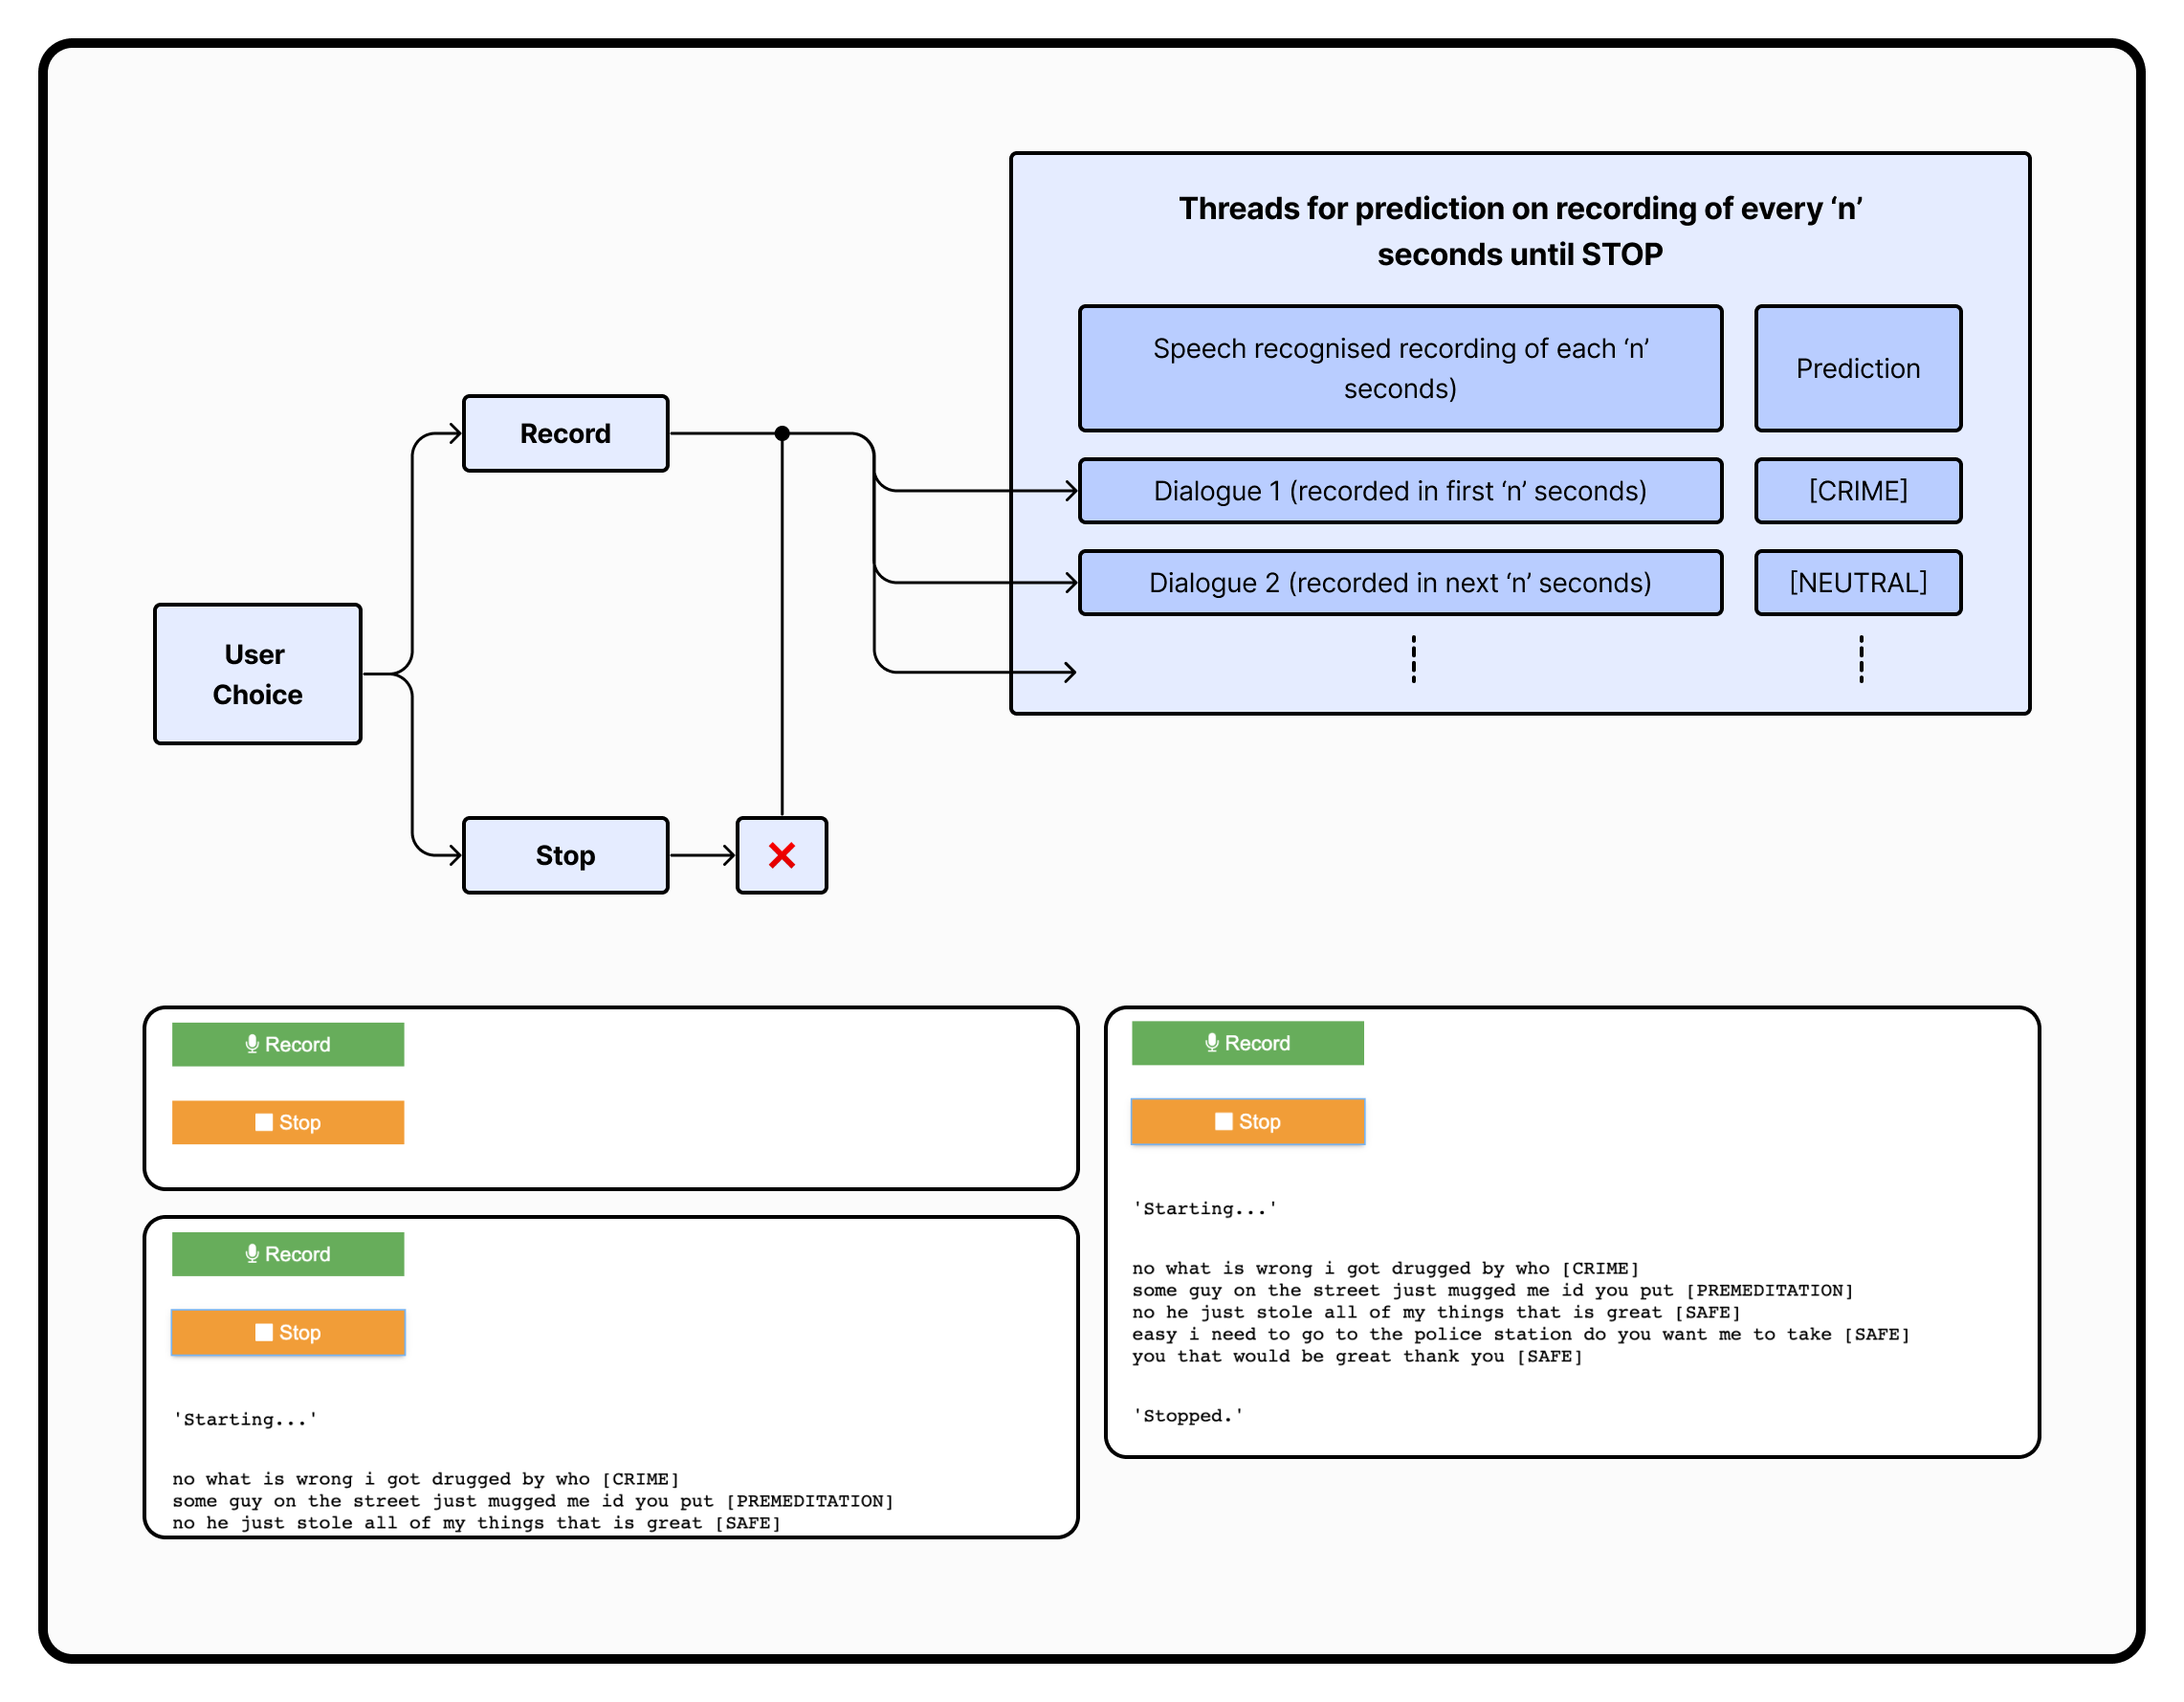 Threads for prediction on recording of every ‘n’
seconds until STOP
Speech recognised recording of each ‘n’
seconds)
Prediction
Record
Dialogue 1 (recorded in first ‘n’ seconds)
[CRIME]
Dialogue 2 (recorded in next ‘n’ seconds)
[NEUTRAL]
User
Choice
Stop
Record
Stop
Record
Stop
'Starting...'
no what is wrong i got drugged by who [CRIME]
some guy on the street just mugged me id you put [PREMEDITATION]
no he just stole all of my things that is great [SAFE]
Record
Stop
'Starting...'
no what is wrong i got drugged by who [CRIME]
some guy on the street just mugged me id you put [PREMEDITATION]
no he just stole all of my things that is great [SAFE]
easy i need to go to the police station do you want me to take [SAFE]
you that would be great thank you [SAFE]
'Stopped.'